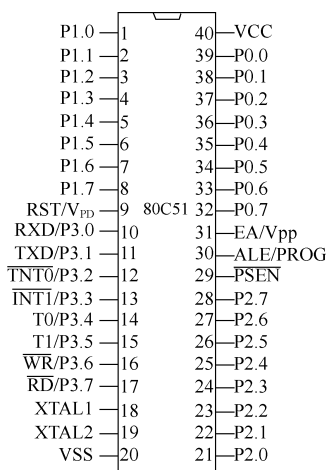 P1.0 1 40 VCC
P1.1 2 39 P0.0
P1.2 3 38 P0.1
P1.3 4 37 P0.2
P1.4 5 36 P0.3
P1.5 6 35 P0.4
P1.6 7 34 P0.5
P1.7 8 33 P0.6
RST/VPD 9 80C51 32 P0.7
RXD/P3.0 10 31 EA/Vpp
TXD/P3.1 11 30 ALE/PROG
TNT0/P3.2 12 29 PSEN
INT1/P3.3 13 28 P2.7
T0/P3.4 14 27 P2.6
T1/P3.5 15 26 P2.5
WR/P3.6 16 25 P2.4
RD/P3.7 17 24 P2.3
XTAL1 18 23 P2.2
XTAL2 19 22 P2.1
VSS 20 21 P2.0